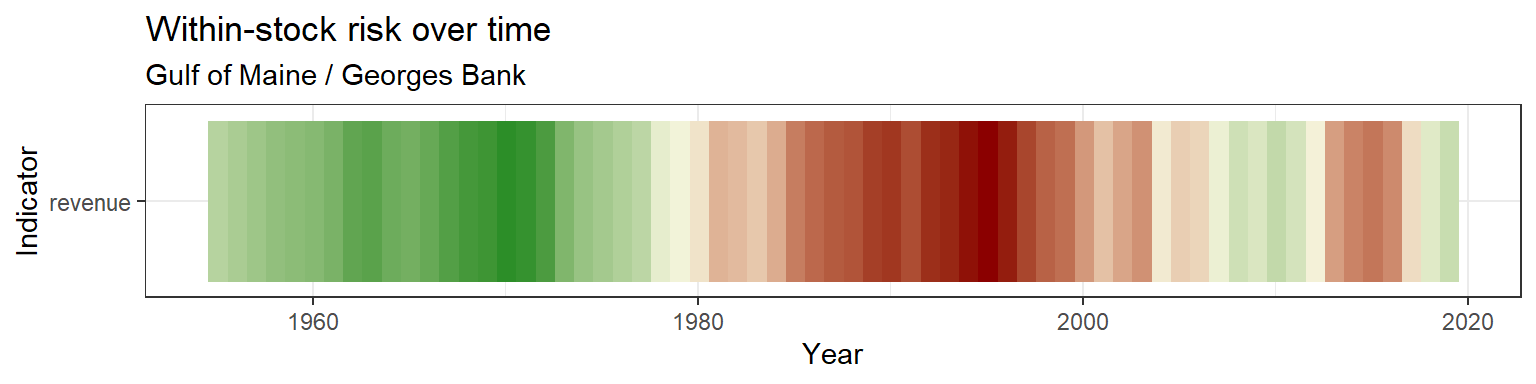 Within-stock risk over time
Gulf of Maine / Georges Bank
Indicator
revenue
1960 1980 2000 2020
Year